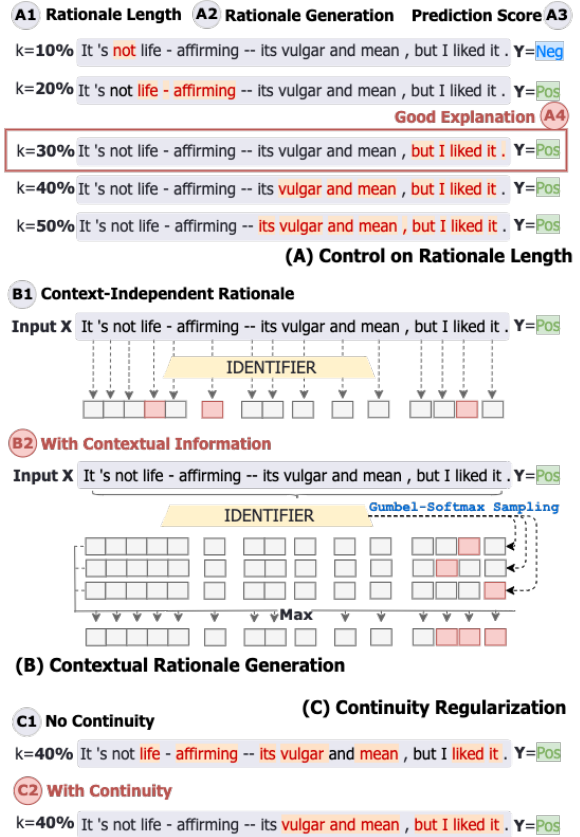 A1 Rationale Length A2 Rationale Generation Prediction Score A3
k=10% It 's not life - affirming -- its vulgar and mean , but I liked it . Y=Neg
k=20% It 's not life - affirming -- its vulgar and mean , but I liked it . Y=Pos
Good Explanation A4
k=30% It 's not life - affirming -- its vulgar and mean , but I liked it . Y=Pos
k=40% It 's not life - affirming -- its vulgar and mean , but I liked it . Y=Pos
k=50% It 's not life - affirming -- its vulgar and mean , but I liked it . Y=Pos
(A) Control on Rationale Length
B1 Context-Independent Rationale
Input X It 's not life - affirming -- its vulgar and mean , but I liked it . Y=Pos
IDENTIFIER
B2 With Contextual Information
Input X It 's not life - affirming -- its vulgar and mean , but I liked it . Y=Pos
Gumbel-Softmax Sampling
IDENTIFIER
Max
(B) Contextual Rationale Generation
(C) Continuity Regularization
C1 No Continuity
k=40% It 's not life - affirming -- its vulgar and mean , but I liked it . Y=Pos
C2 With Continuity
k=40% It 's not life - affirming -- its vulgar and mean , but I liked it . Y=Pos